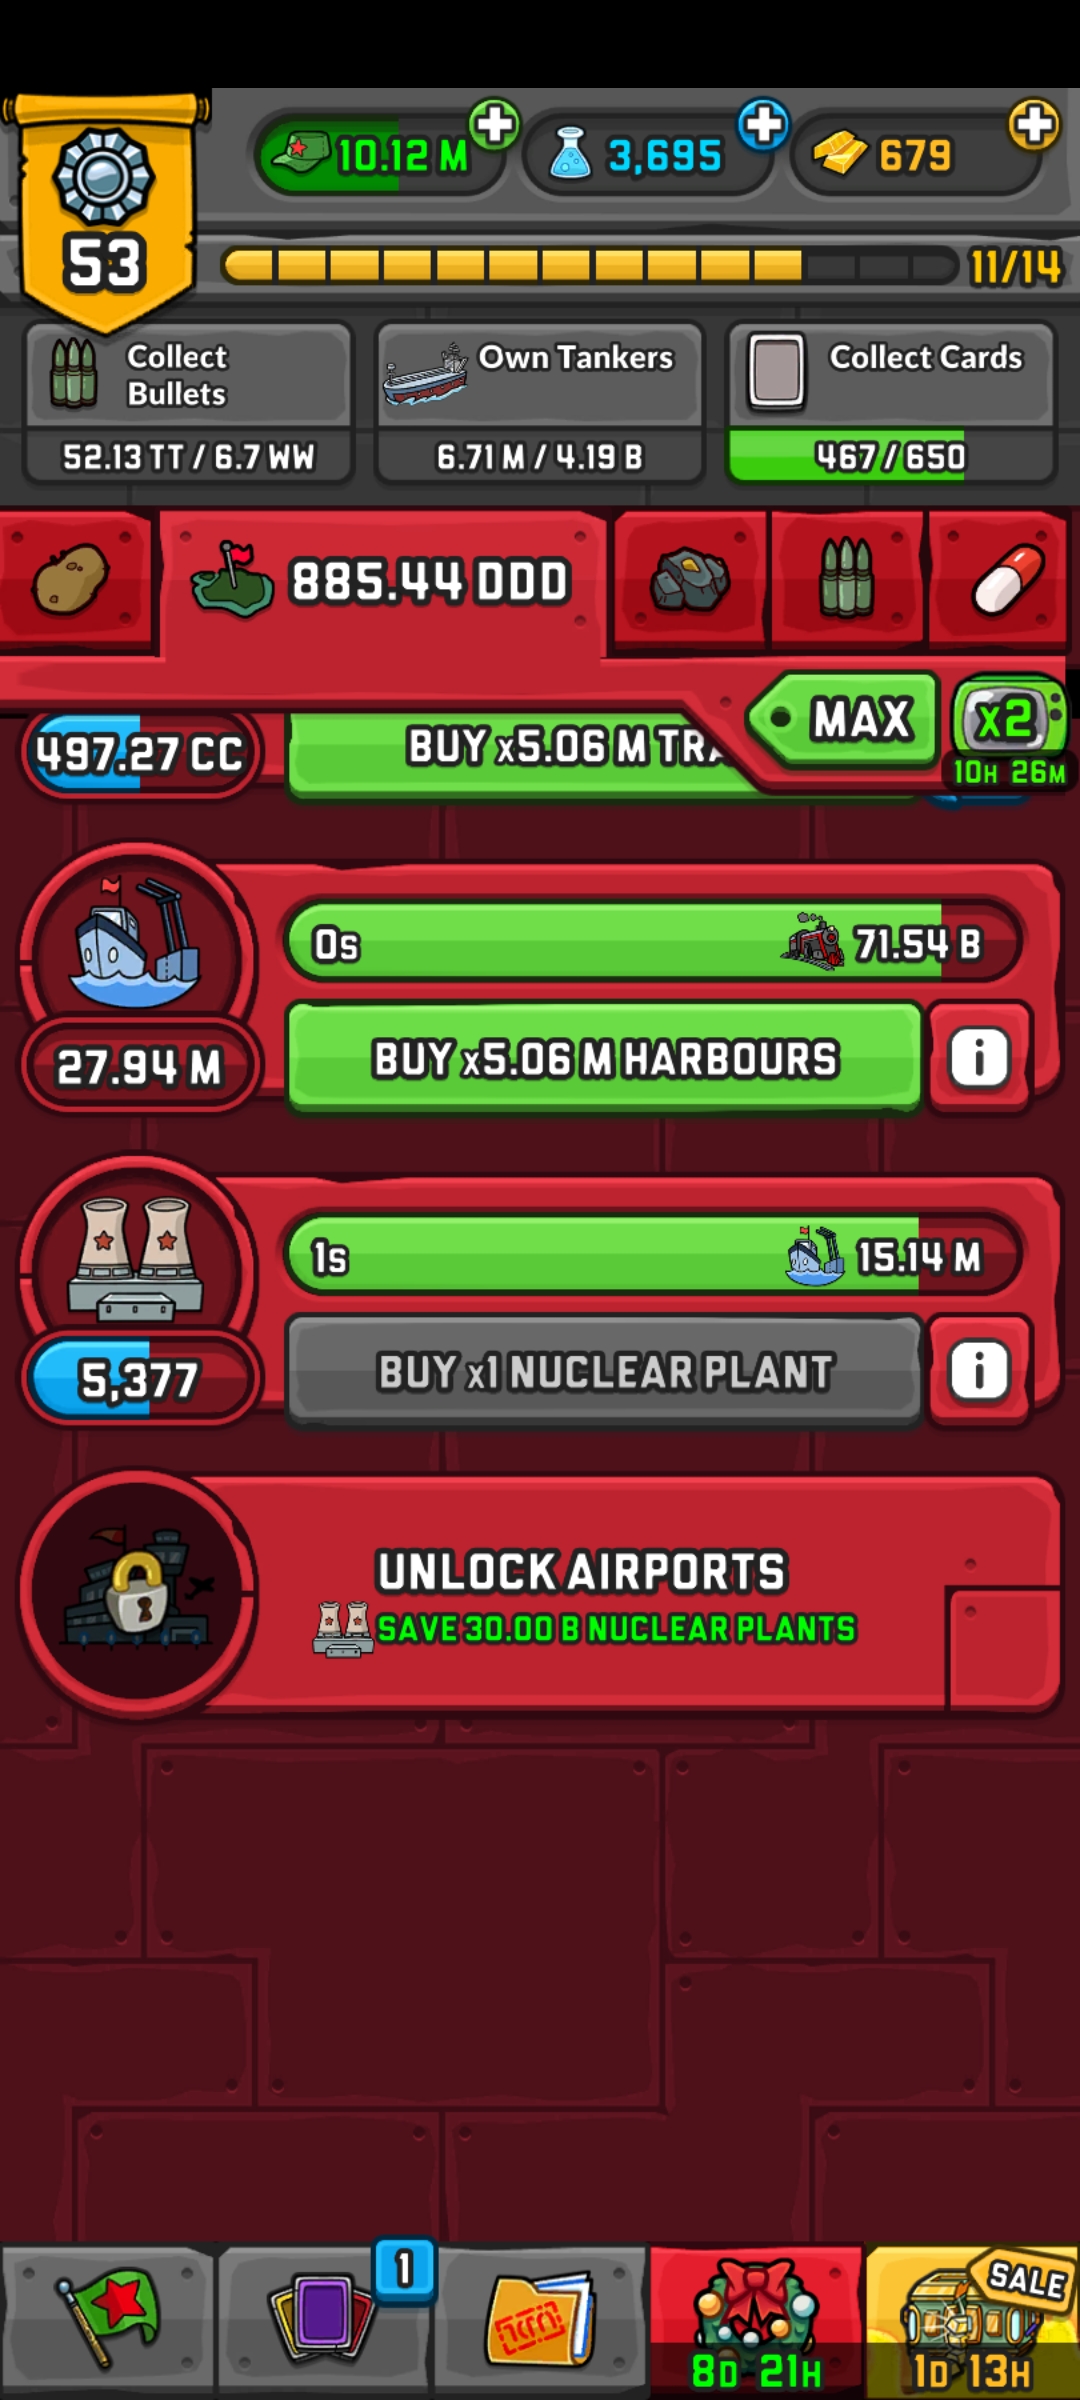 10.12 M
3,695
679
53
11/14
Collect
Bullets
Own Tankers
Collect Cards
52.13 TT / 6.7 WW
6.71 M / 4.19 B
467 / 650
885.44 DDD
MAX
x2
10H 26M
497.27 CC
BUY x5.06 M
0s
71.54 B
27.94 M
BUY x5.06 M HARBOURS
i
1s
15.14 M
5,377
BUY x1 NUCLEAR PLANT
i
UNLOCK AIRPORTS
SAVE 30.00 B NUCLEAR PLANTS
1
SALE
8D 21H
1D 13H